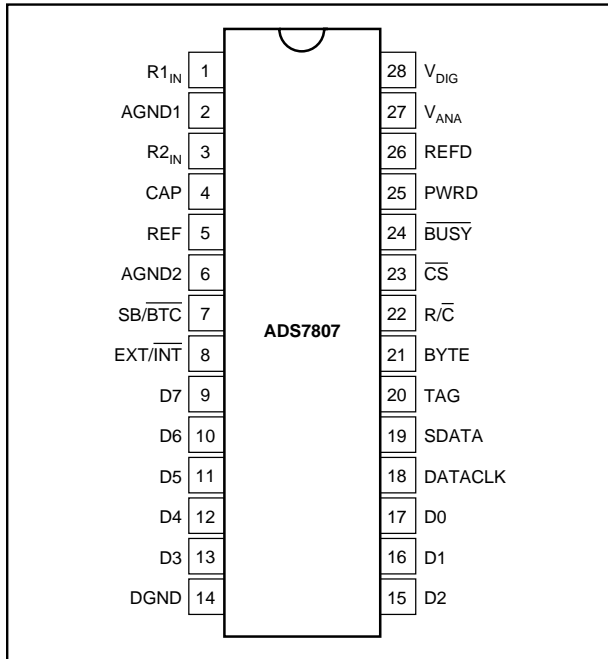 R1IN 1 28 VDIG
AGND1 2 27 VANA
R2IN 3 26 REFD
CAP 4 25 PWRD
REF 5 24 BUSY
AGND2 6 23 CS
SB/BTC 7 22 R/C
ADS7807
EXT/INT 8 21 BYTE
D7 9 20 TAG
D6 10 19 SDATA
D5 11 18 DATACLK
D4 12 17 D0
D3 13 16 D1
DGND 14 15 D2